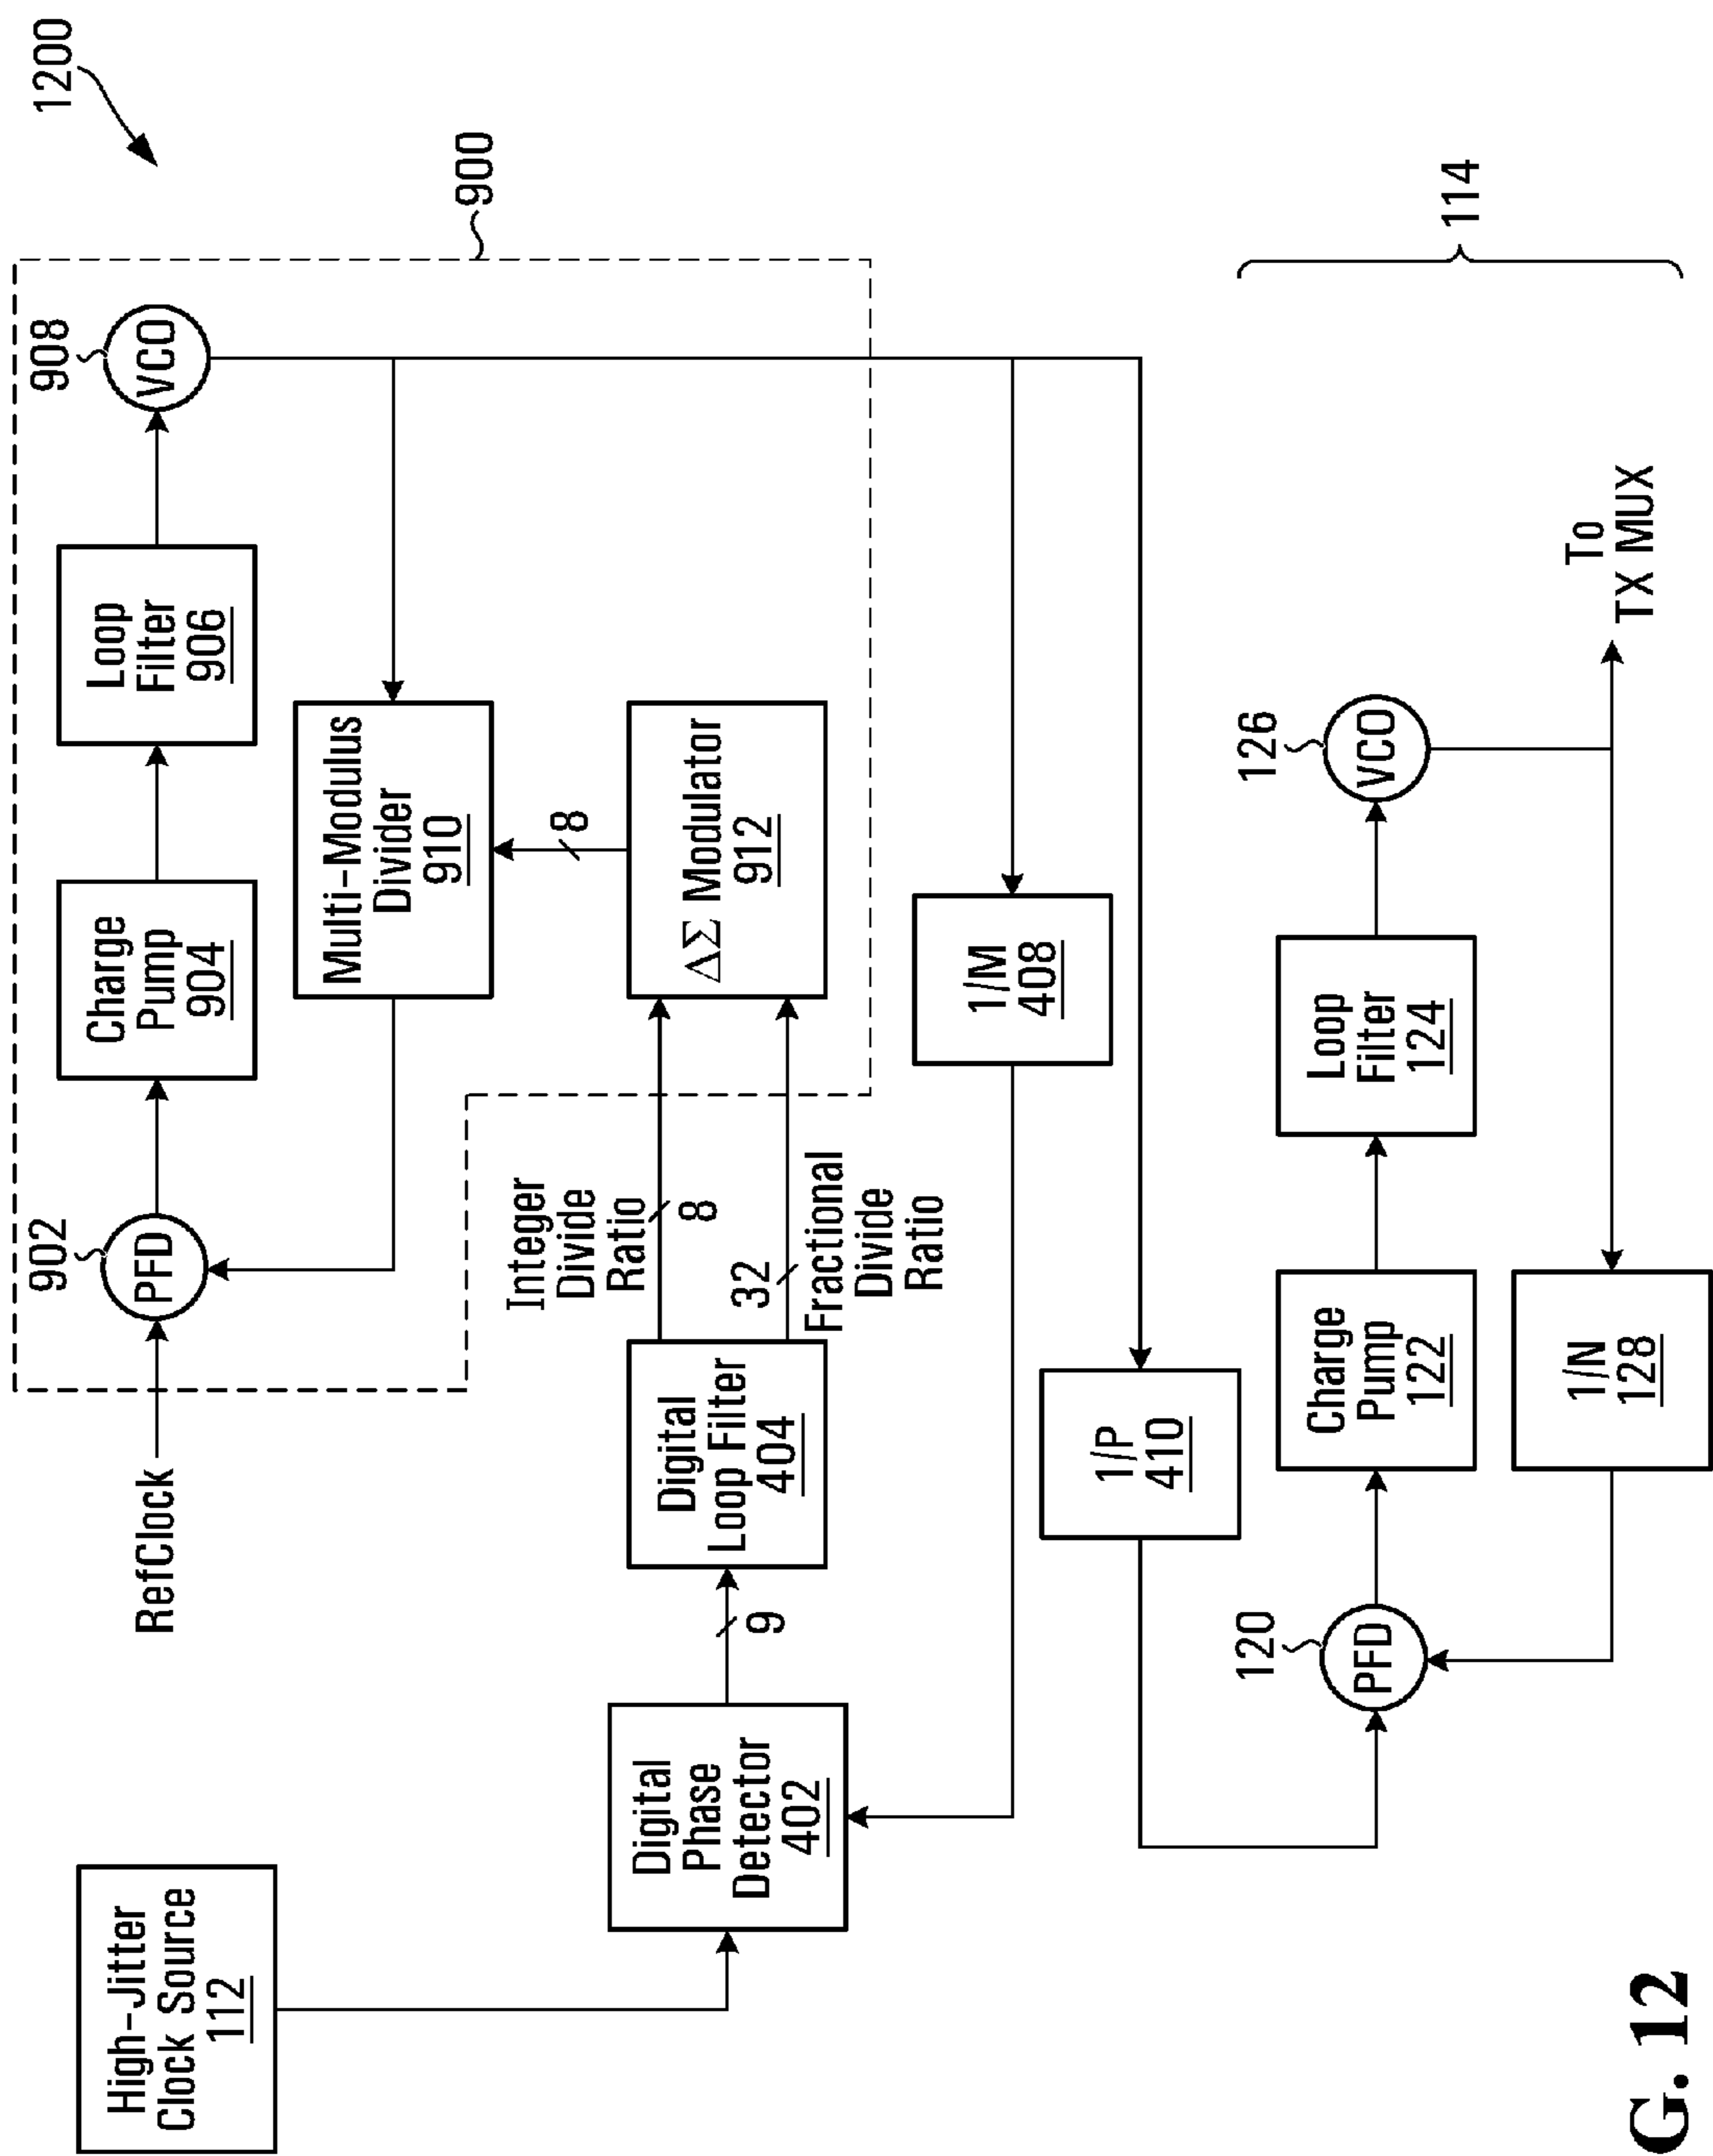 1200
900
902
PFD
Charge
Pump
904
Loop
Filter
906
908
VCO
RefClock
Multi-Modulus
Divider
910
8
ΔΣ Modulator
912
Integer
Divide
Ratio
8
32
Fractional
Divide
Ratio
High-Jitter
Clock Source
112
Digital
Phase
Detector
402
9
Digital
Loop Filter
404
1/M
408
1/P
410
114
120
PFD
Charge
Pump
122
Loop
Filter
124
126
VCO
To
TX MUX
1/N
128
G. 12